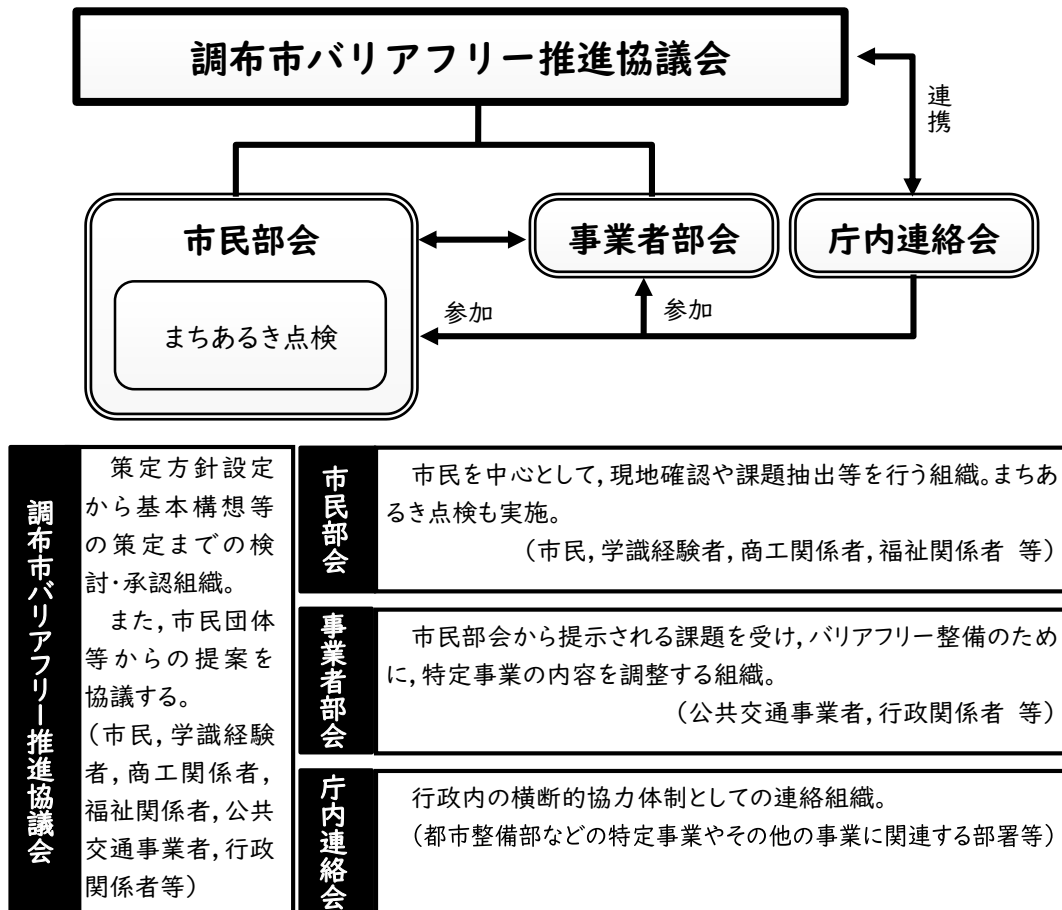 調布市バリアフリー推進協議会
連携
市民部会
事業者部会
庁内連絡会
まちあるき点検
参加
参加
調布市バリアフリー推進協議会
策定方針設定
から基本構想等
の策定までの検
討・承認組織。
また,市民団体
等からの提案を
協議する。
(市民,学識経験
者,商工関係者,
福祉関係者,公共
交通事業者,行政
関係者等)
市民部会
市民を中心として,現地確認や課題抽出等を行う組織。まちあ
るき点検も実施。
(市民,学識経験者,商工関係者,福祉関係者 等)
事業者部会
市民部会から提示される課題を受け,バリアフリー整備のため
に,特定事業の内容を調整する組織。
(公共交通事業者,行政関係者 等)
庁内連絡会
行政内の横断的協力体制としての連絡組織。
(都市整備部などの特定事業やその他の事業に関連する部署等)